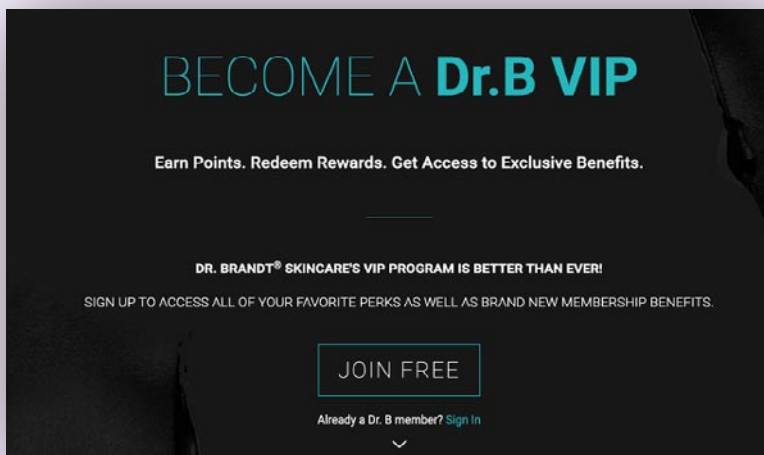 BECOME A Dr.B VIP
Earn Points. Redeem Rewards. Get Access to Exclusive Benefits.
DR. BRANDT® SKINCARE'S VIP PROGRAM IS BETTER THAN EVER!
SIGN UP TO ACCESS ALL OF YOUR FAVORITE PERKS AS WELL AS BRAND NEW MEMBERSHIP BENEFITS.
JOIN FREE
Already a Dr. B member? Sign In